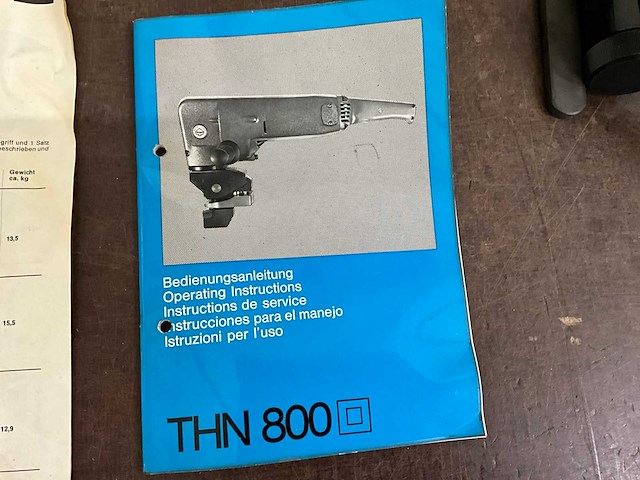 griff und 1 Satz
beschrieben und
Gewicht
ca. kg
13,5
15,5
12,9
Bedienungsanleitung
Operating Instructions
Instructions de service
Instrucciones para el manejo
Istruzioni per l'uso
THN 800